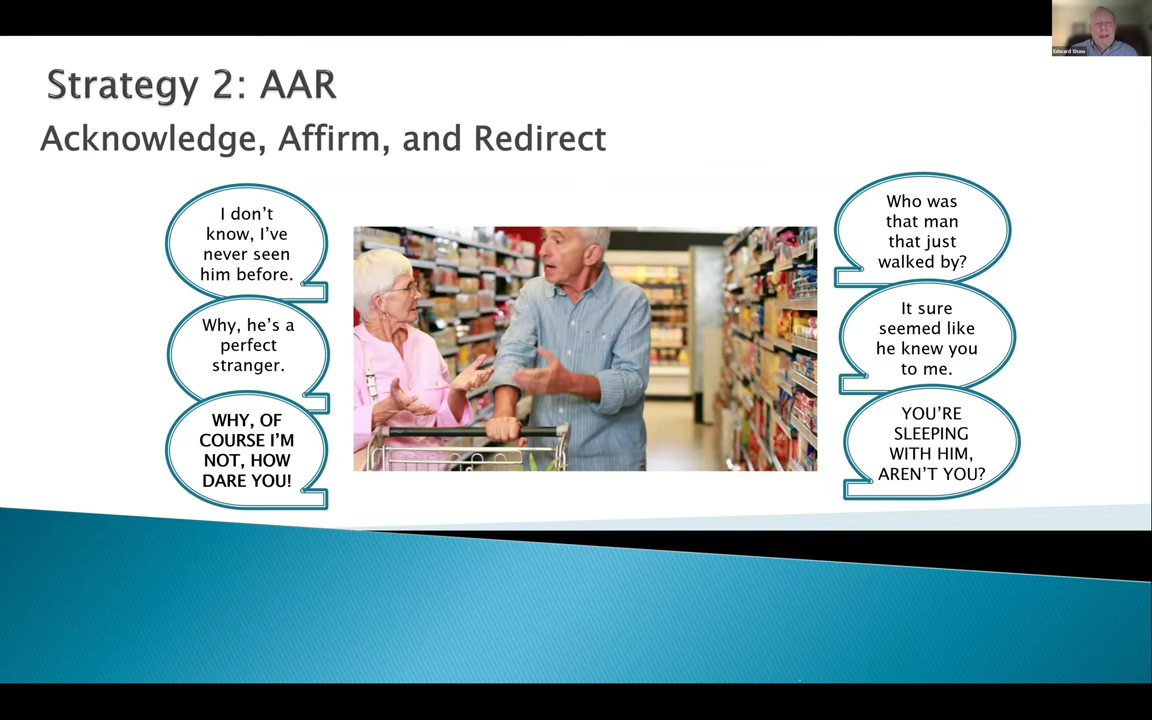 Edward Shaw
Strategy 2: AAR
Acknowledge, Affirm, and Redirect
I don't
know, I've
never seen
him before.
Why, he's a
perfect
stranger.
WHY, OF
COURSE I'M
NOT, HOW
DARE YOU!
Who was
that man
that just
walked by?
It sure
seemed like
he knew you
to me.
YOU'RE
SLEEPING
WITH HIM,
AREN'T YOU?